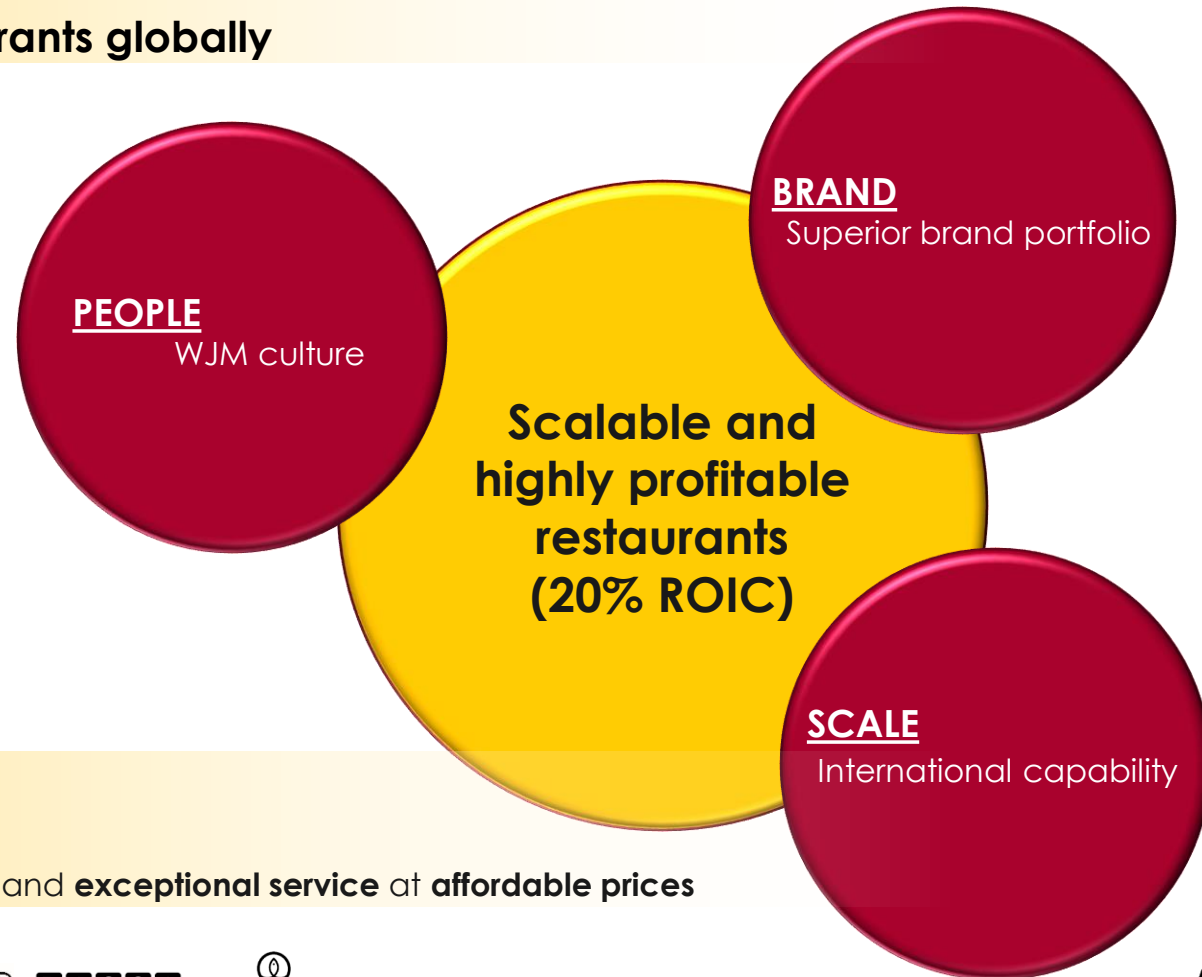 rants globally
BRAND
Superior brand portfolio
PEOPLE
WJM culture
Scalable and
highly profitable
restaurants
(20% ROIC)
SCALE
International capability
and exceptional service at affordable prices